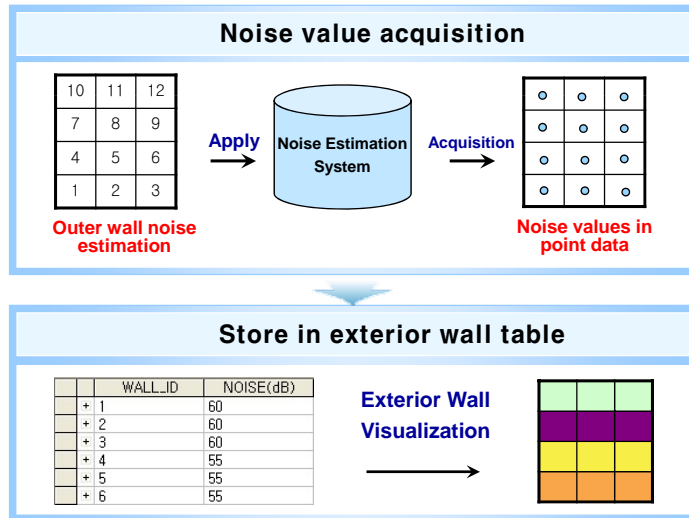 Noise value acquisition
10 11 12
7 8 9
4 5 6
1 2 3
Outer wall noise
estimation
Apply
Noise Estimation
System
Acquisition
Noise values in
point data
Store in exterior wall table
WALL_ID NOISE(dB)
+ 1 60
+ 2 60
+ 3 60
+ 4 55
+ 5 55
+ 6 55
Exterior Wall
Visualization